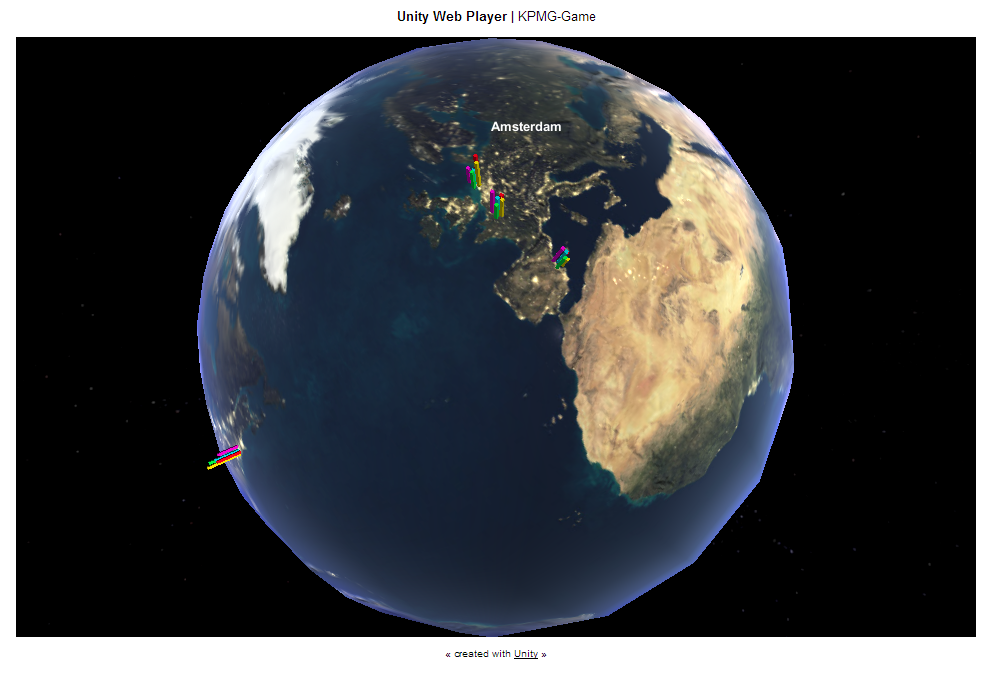 Unity Web Player | KPMG-Game
Amsterdam
« created with Unity »